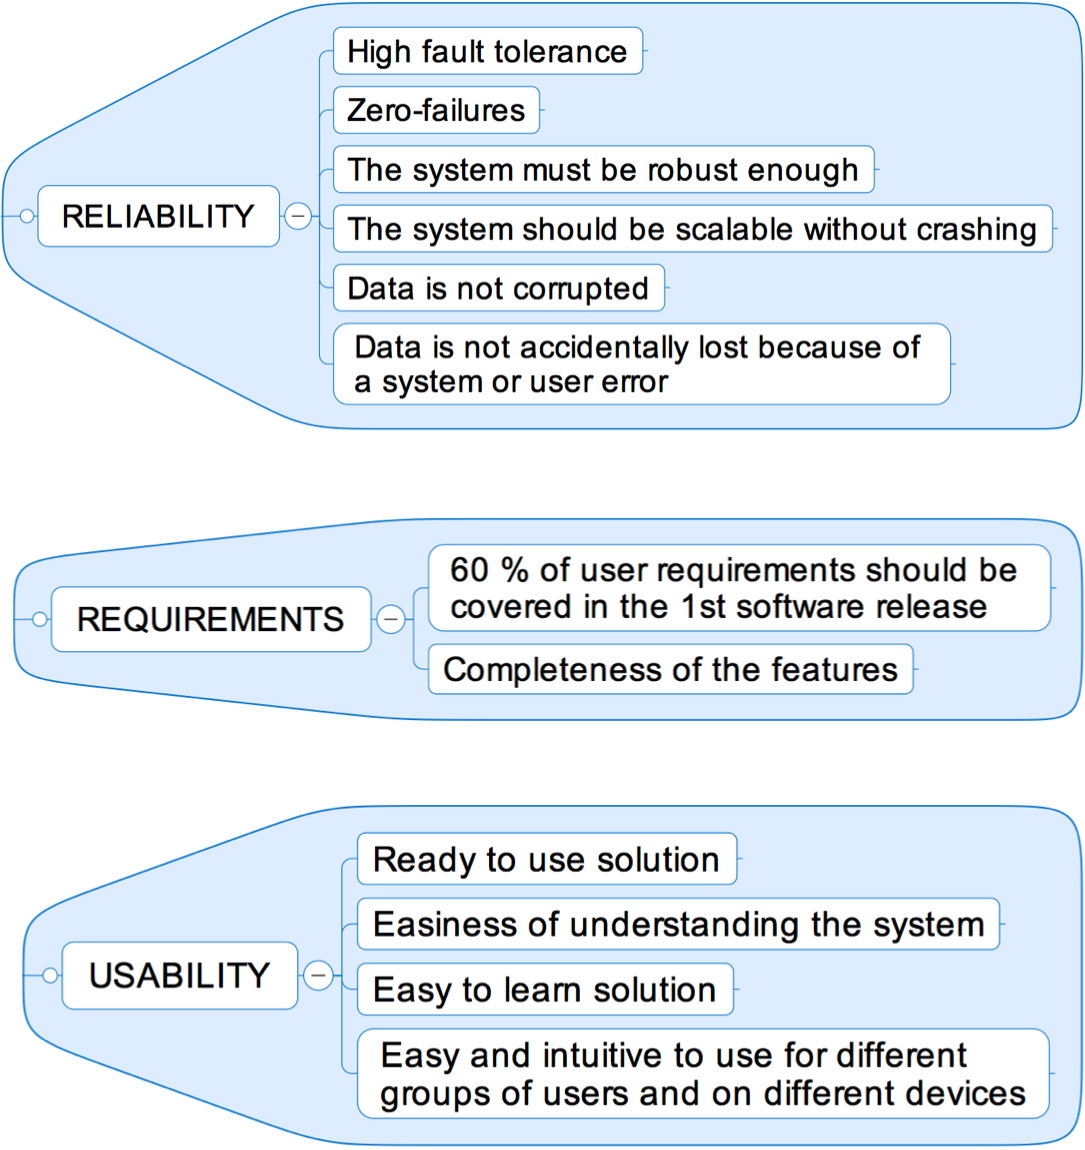 RELIABILITY
High fault tolerance
Zero-failures
The system must be robust enough
The system should be scalable without crashing
Data is not corrupted
Data is not accidentally lost because of
a system or user error
REQUIREMENTS
60 % of user requirements should be
covered in the 1st software release
Completeness of the features
USABILITY
Ready to use solution
Easiness of understanding the system
Easy to learn solution
Easy and intuitive to use for different
groups of users and on different devices